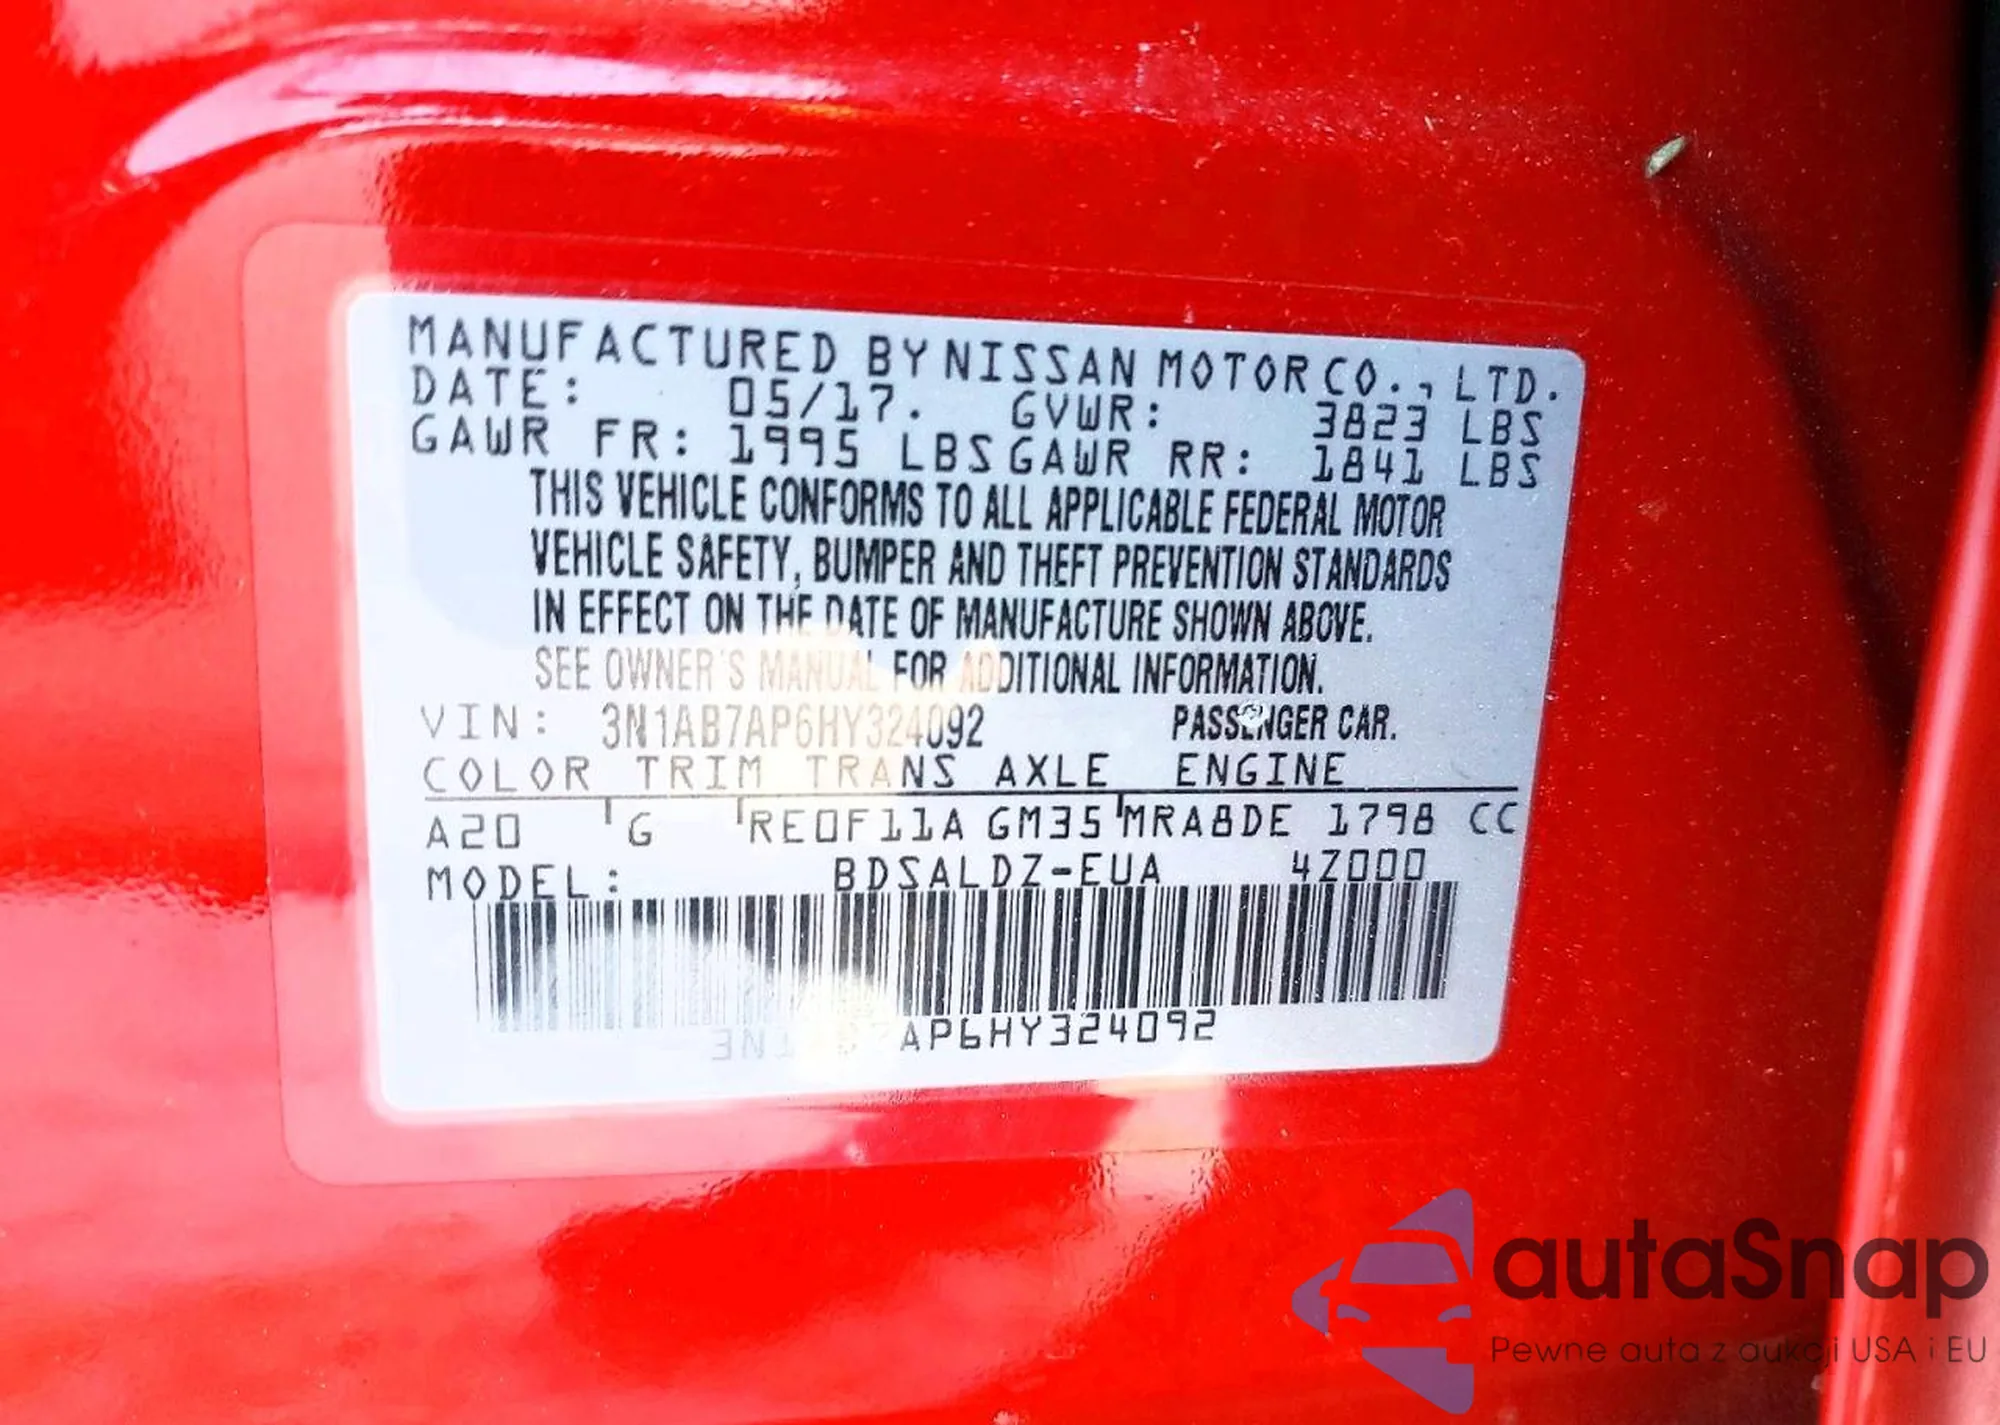 MANUFACTURED BY NISSAN MOTOR CO., LTD.
DATE: 05/17. GVWR: 3823 LBS
GAWR FR: 1995 LBS GAWR RR: 1841 LBS
THIS VEHICLE CONFORMS TO ALL APPLICABLE FEDERAL MOTOR
VEHICLE SAFETY, BUMPER AND THEFT PREVENTION STANDARDS
IN EFFECT ON THE DATE OF MANUFACTURE SHOWN ABOVE.
SEE OWNER'S MANUAL FOR ADDITIONAL INFORMATION.
VIN: 3N1AB7AP6HY324092 PASSENGER CAR.
COLOR TRIM TRANS AXLE ENGINE
A20 G RE0F11A GM35 MRA8DE 1798 CC
MODEL: BDSALDZ-EUA 4Z000
AP6HY324092
autaSnap
Pewne auta z aukcji USA i EU